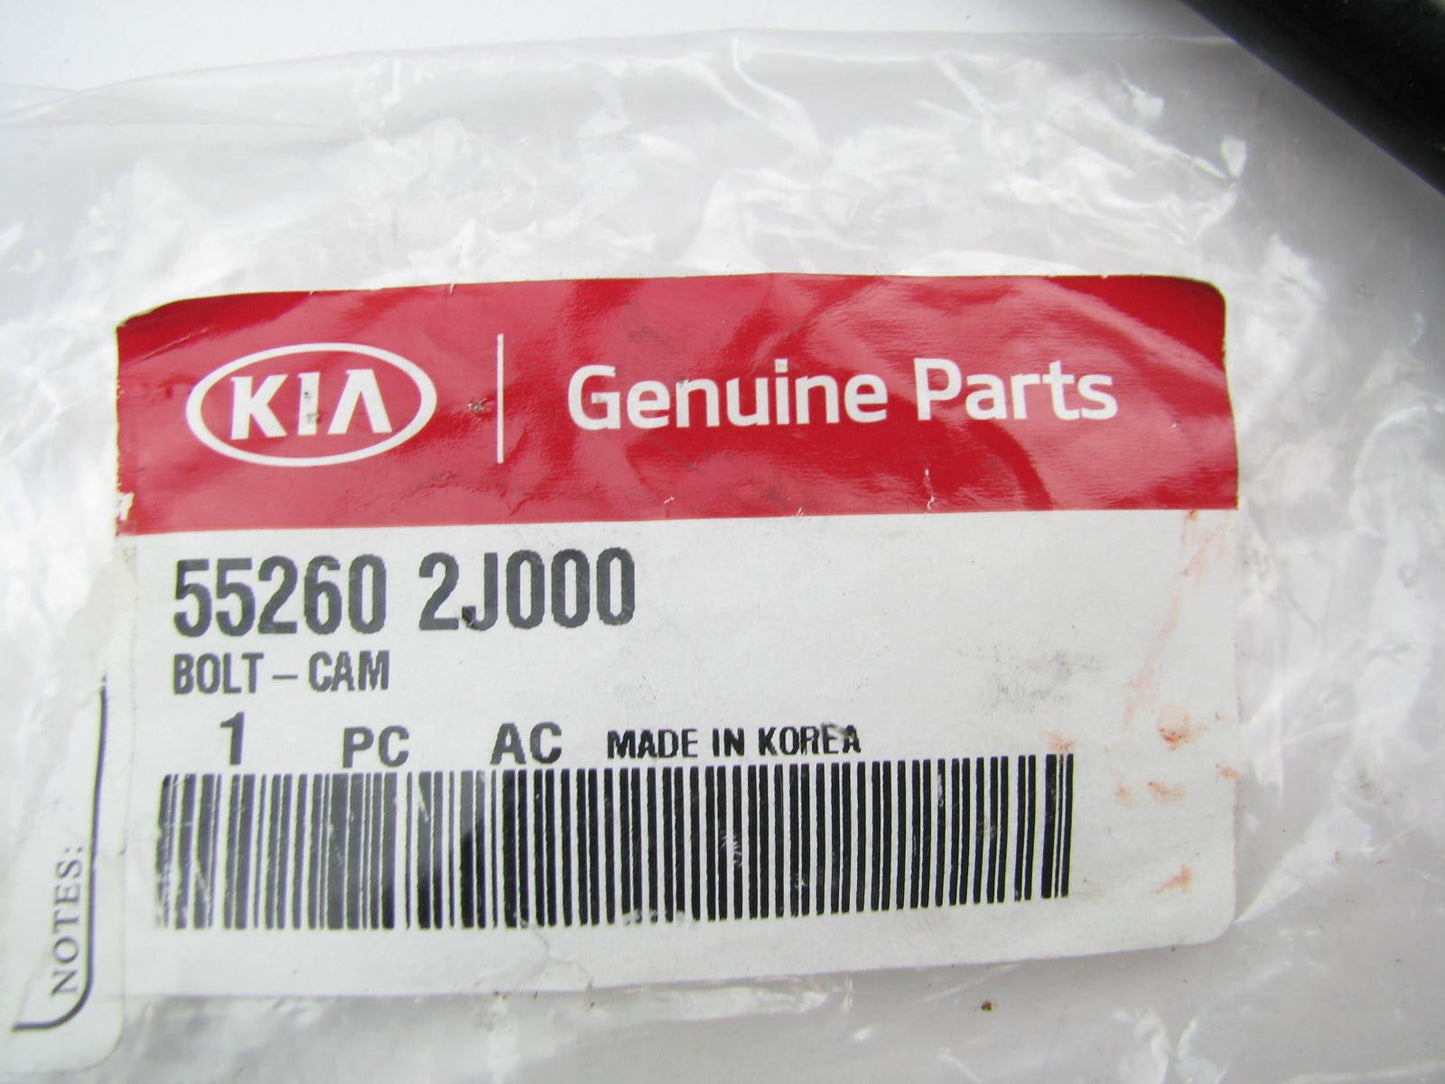 KIA Genuine Parts
55260 2J000
BOLT-CAM
1 PC AC MADE IN KOREA
NOTES: